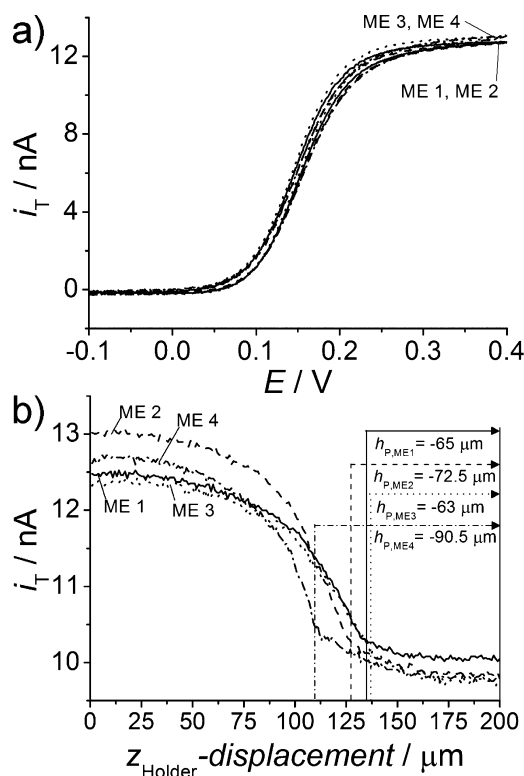 a)
ME 3, ME 4
ME 1, ME 2
12
8
4
0
i_T / nA
-0.1 0.0 0.1 0.2 0.3 0.4
E / V
b)
ME 2
ME 4
ME 1
ME 3
h_P,ME1 = -65 μm
h_P,ME2 = -72.5 μm
h_P,ME3 = -63 μm
h_P,ME4 = -90.5 μm
13
12
11
10
i_T / nA
0 25 50 75 100 125 150 175 200
z_Holder-displacement / μm